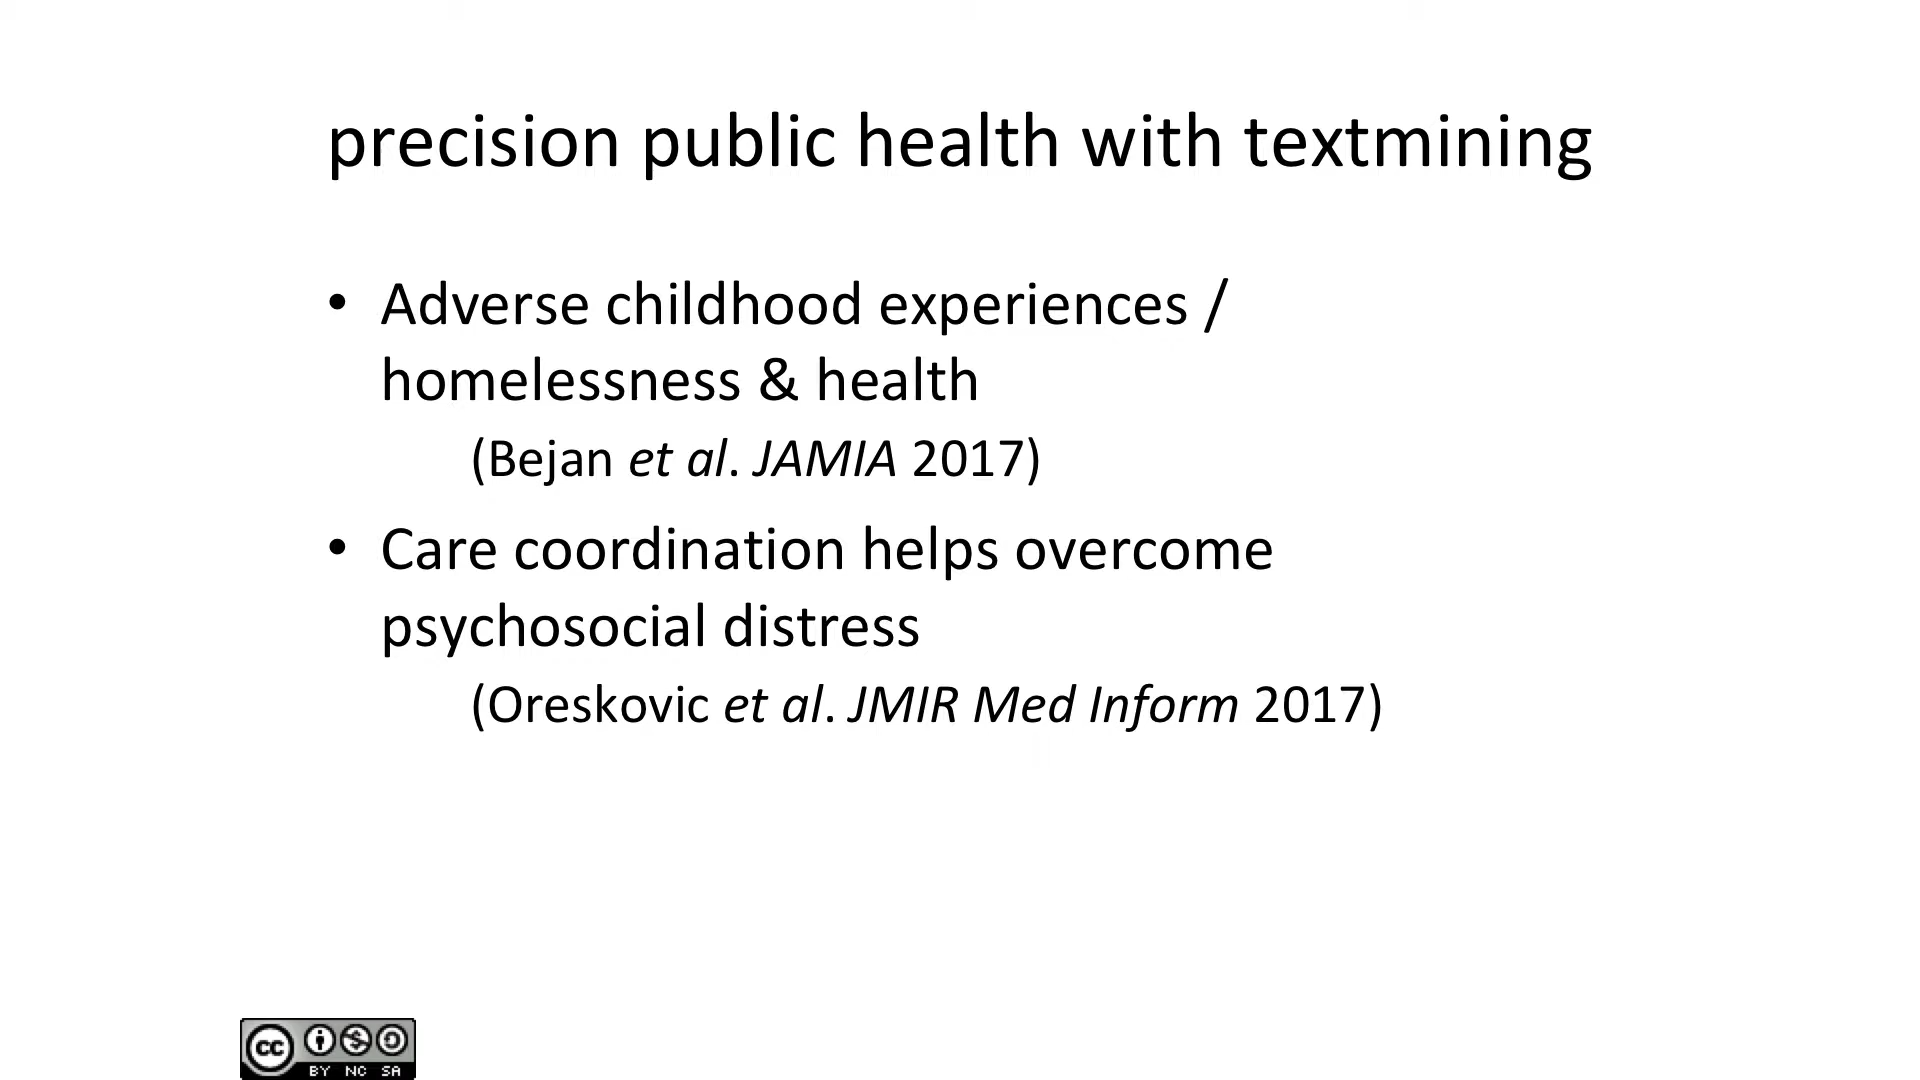 precision public health with textmining
• Adverse childhood experiences /
homelessness & health
(Bejan et al. JAMIA 2017)
• Care coordination helps overcome
psychosocial distress
(Oreskovic et al. JMIR Med Inform 2017)
cc
BY NC SA